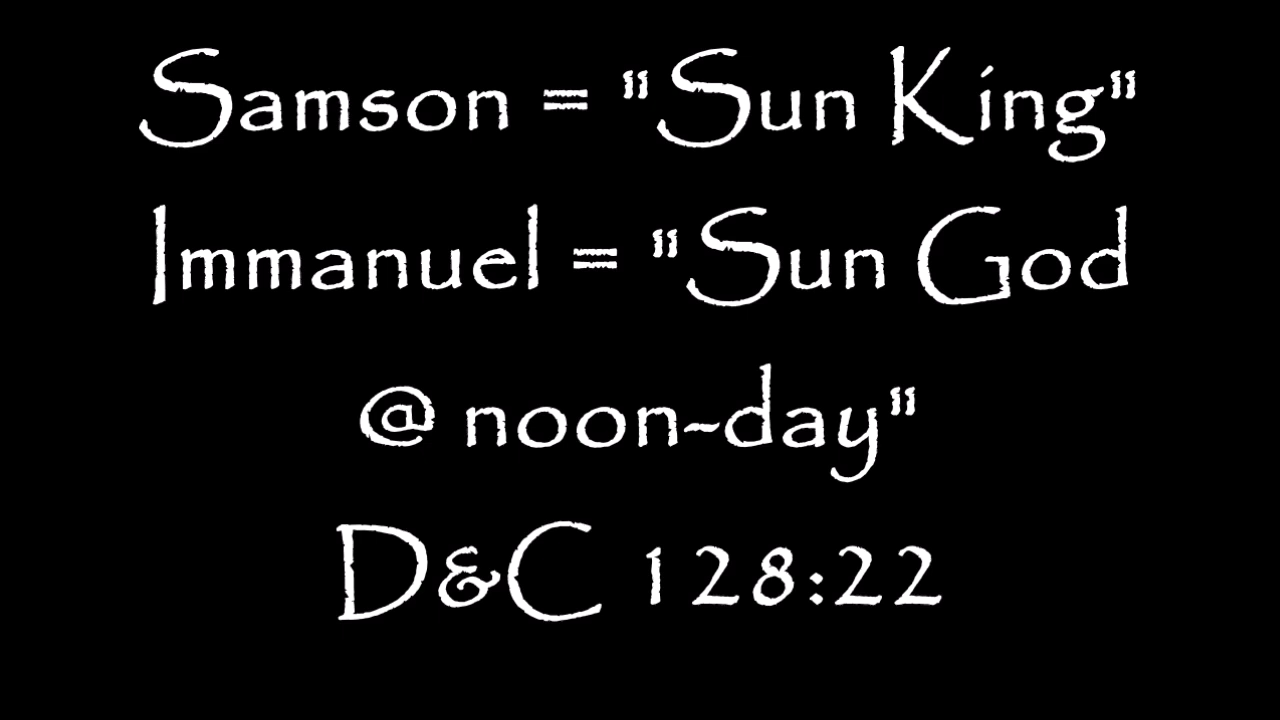 Samson = "Sun King"
Immanuel = "Sun God
@ noon-day"
D&C 128:22